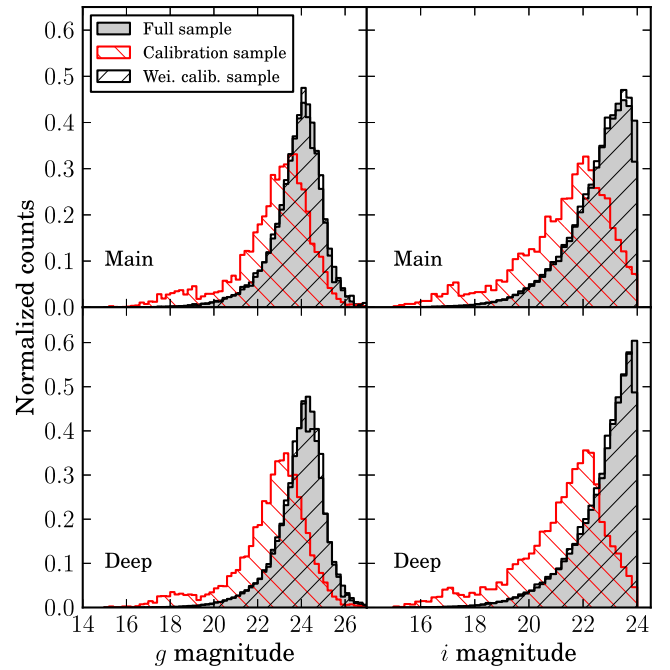 Full sample
Calibration sample
Wei. calib. sample
Normalized counts
0.6
0.5
0.4
0.3
0.2
0.1
0.0
Main
Main
0.6
0.5
0.4
0.3
0.2
0.1
0.0
Deep
Deep
14 16 18 20 22 24 26
16 18 20 22 24
g magnitude
i magnitude